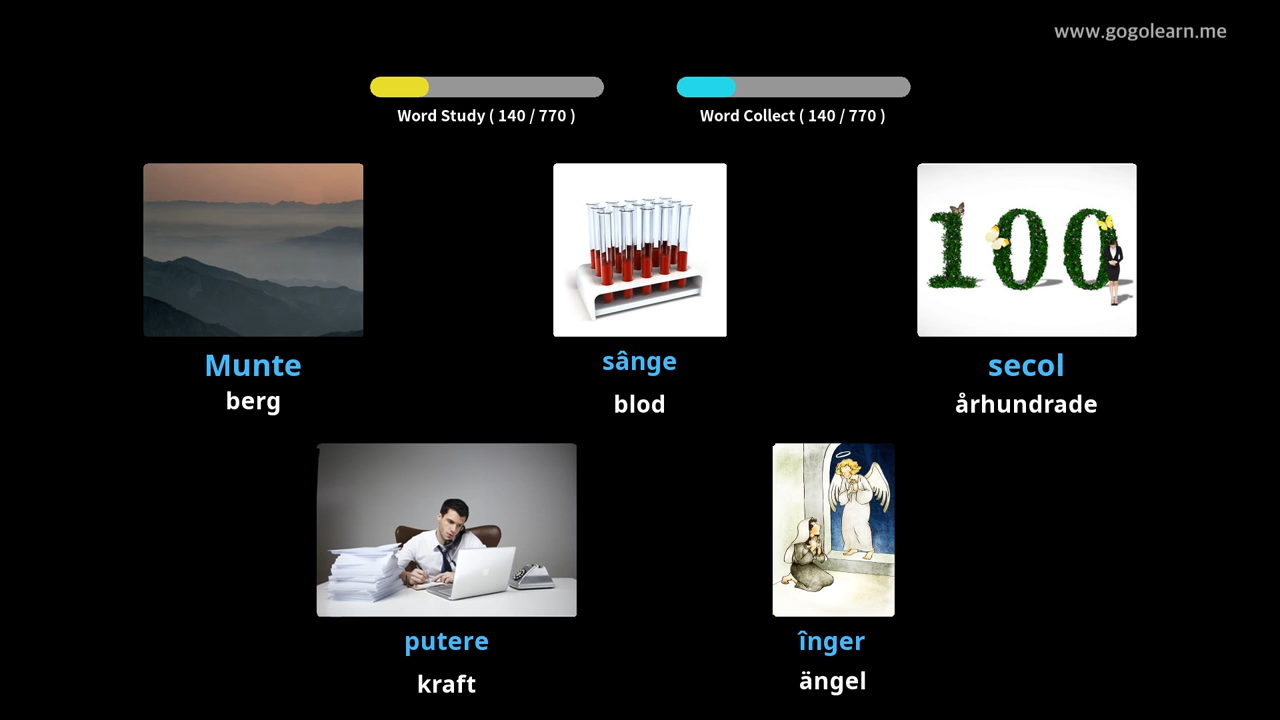 www.gogolearn.me
Word Study ( 140 / 770 )
Word Collect ( 140 / 770 )
Munte
berg
sânge
blod
secol
århundrade
putere
kraft
înger
ängel